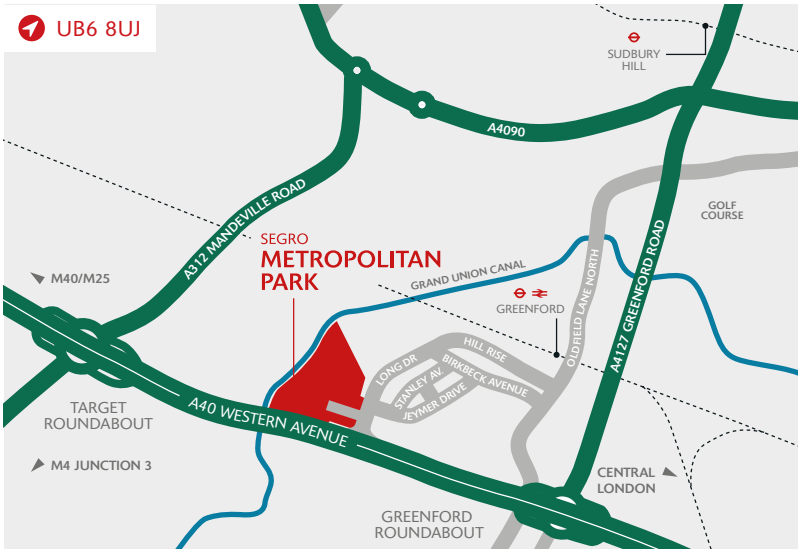 UB6 8UJ
SUDBURY
HILL
A4090
GOLF
COURSE
A312 MANDEVILLE ROAD
SEGRO
METROPOLITAN
PARK
GRAND UNION CANAL
M40/M25
GREENFORD
OLDFIELD LANE NORTH
A4127 GREENFORD ROAD
HILL RISE
LONG DR
STANLEY AV.
BIRKBECK AVENUE
JEYMER DRIVE
TARGET
ROUNDABOUT
A40 WESTERN AVENUE
M4 JUNCTION 3
CENTRAL
LONDON
GREENFORD
ROUNDABOUT